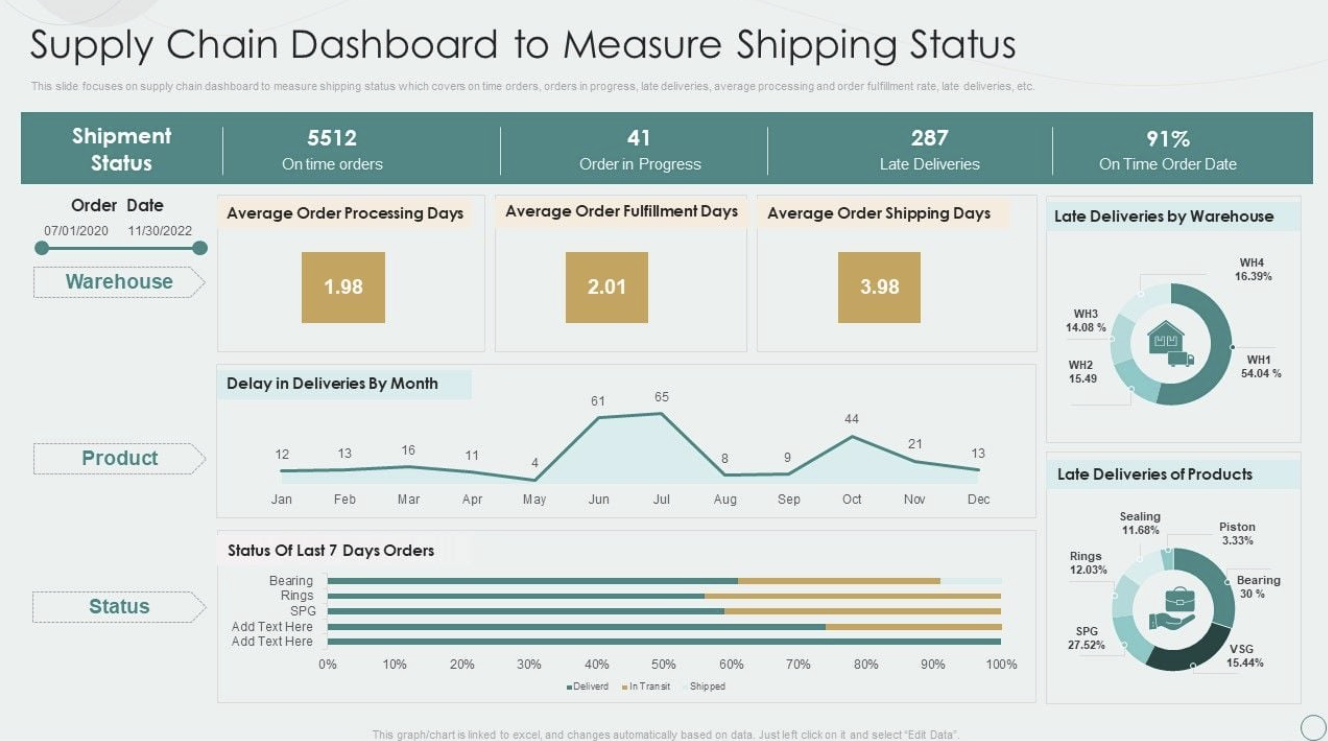 Supply Chain Dashboard to Measure Shipping Status
This slide focuses on supply chain dashboard to measure shipping status which covers on time orders, orders in progress, late deliveries, average processing and order fulfillment rate, late deliveries, etc.
Shipment
Status
5512
On time orders
41
Order in Progress
287
Late Deliveries
91%
On Time Order Date
Order Date
07/01/2020 11/30/2022
Warehouse
Product
Status
Average Order Processing Days
1.98
Average Order Fulfillment Days
2.01
Average Order Shipping Days
3.98
Delay in Deliveries By Month
12 13 16 11 4 61 65 8 9 44 21 13
Jan Feb Mar Apr May Jun Jul Aug Sep Oct Nov Dec
Status Of Last 7 Days Orders
Bearing
Rings
SPG
Add Text Here
Add Text Here
0% 10% 20% 30% 40% 50% 60% 70% 80% 90% 100%
Deliverd In Transit Shipped
Late Deliveries by Warehouse
WH4
16.39%
WH3
14.08 %
WH2
15.49
WH1
54.04 %
Late Deliveries of Products
Sealing
11.68%
Piston
3.33%
Rings
12.03%
Bearing
30 %
SPG
27.52%
VSG
15.44%
This graph/chart is linked to excel, and changes automatically based on data. Just left click on it and select “Edit Data”.